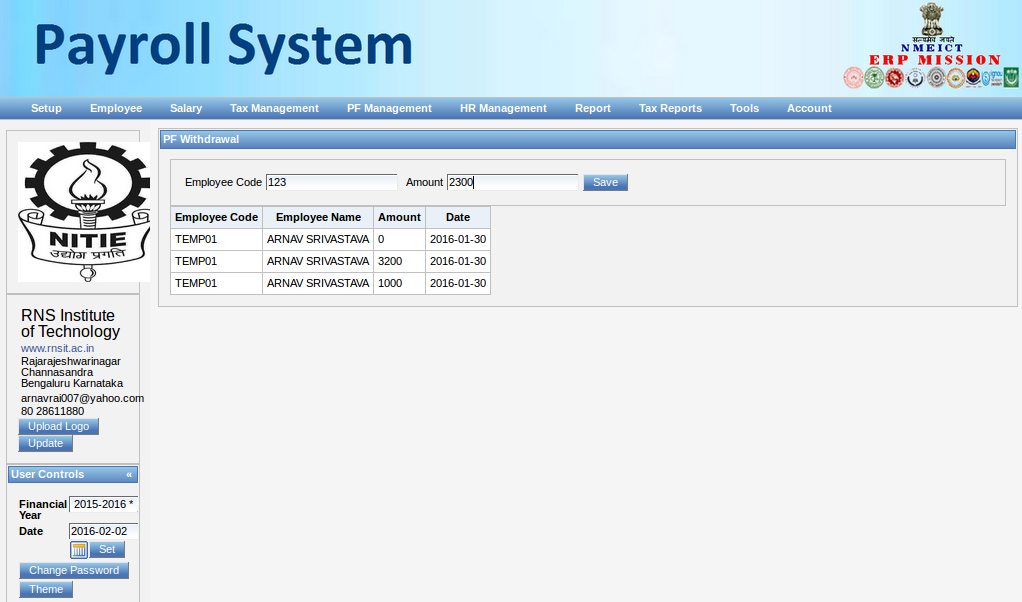 Payroll System
सत्यमेव जयते
NMEICT
ERP MISSION
Setup Employee Salary Tax Management PF Management HR Management Report Tax Reports Tools Account
NITIE
उद्योग प्रगति
RNS Institute
of Technology
www.rnsit.ac.in
Rajarajeshwarinagar
Channasandra
Bengaluru Karnataka
arnavrai007@yahoo.com
80 28611880
Upload Logo
Update
User Controls «
Financial Year 2015-2016 *
Date 2016-02-02
Set
Change Password
Theme
PF Withdrawal
Employee Code 123 Amount 2300 Save
Employee Code Employee Name Amount Date
TEMP01 ARNAV SRIVASTAVA 0 2016-01-30
TEMP01 ARNAV SRIVASTAVA 3200 2016-01-30
TEMP01 ARNAV SRIVASTAVA 1000 2016-01-30